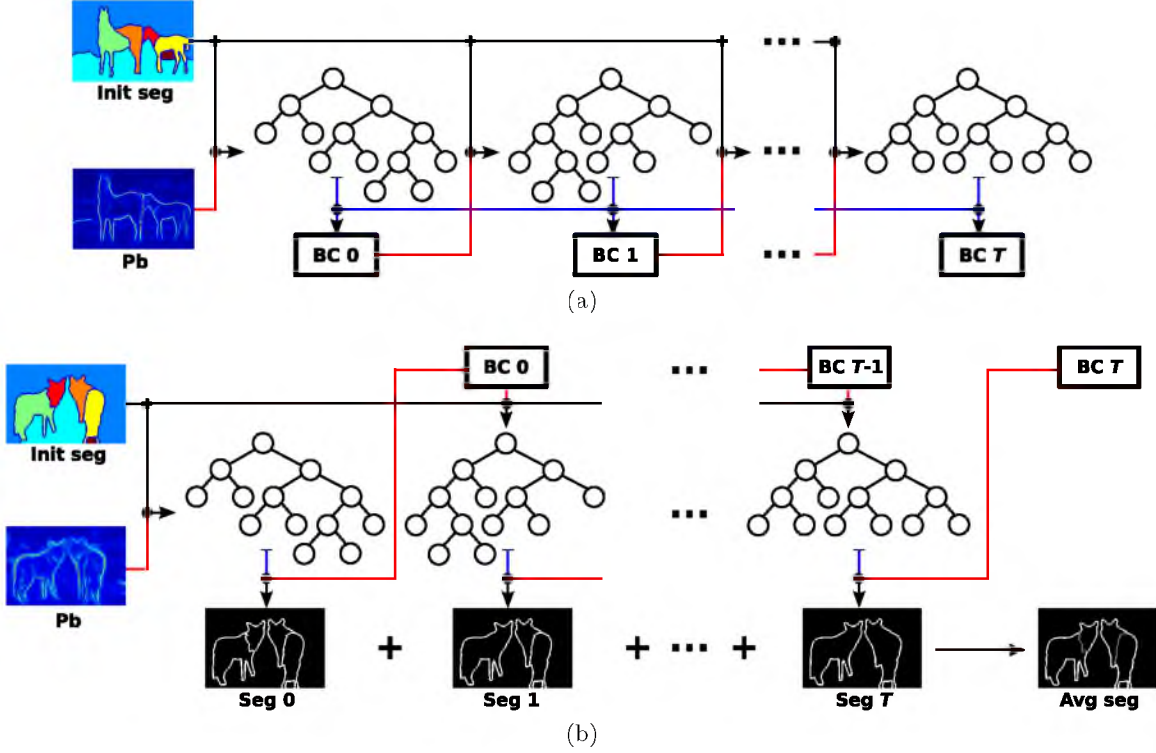 Init seg
Pb
BC 0
BC 1
BC T
(a)
BC 0
BC T-1
BC T
Init seg
Pb
Seg 0
+
Seg 1
+ ... +
Seg T
Avg seg
(b)